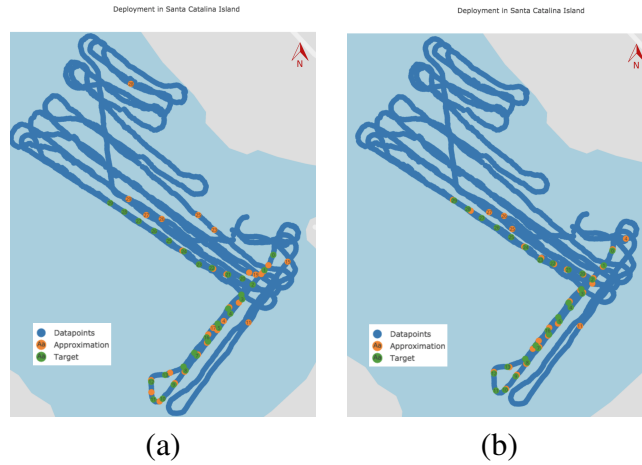 Deployment in Santa Catalina Island
N
Datapoints
Approximation
Target
(a)
Deployment in Santa Catalina Island
N
Datapoints
Approximation
Target
(b)